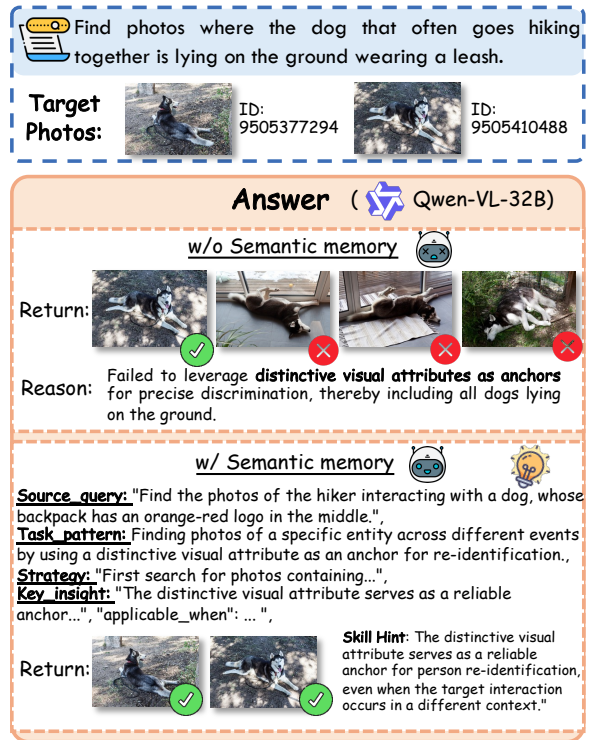 Find photos where the dog that often goes hiking
together is lying on the ground wearing a leash.
Target
Photos:
ID:
9505377294
ID:
9505410488
Answer ( Qwen-VL-32B)
w/o Semantic memory
Return:
Reason:
Failed to leverage distinctive visual attributes as anchors
for precise discrimination, thereby including all dogs lying
on the ground.
w/ Semantic memory
Source_query: "Find the photos of the hiker interacting with a dog, whose
backpack has an orange-red logo in the middle.",
Task_pattern: Finding photos of a specific entity across different events
by using a distinctive visual attribute as an anchor for re-identification.,
Strategy: "First search for photos containing...",
Key_insight: "The distinctive visual attribute serves as a reliable
anchor...", "applicable_when": ... ",
Return:
Skill Hint: The distinctive visual
attribute serves as a reliable
anchor for person re-identification,
even when the target interaction
occurs in a different context."